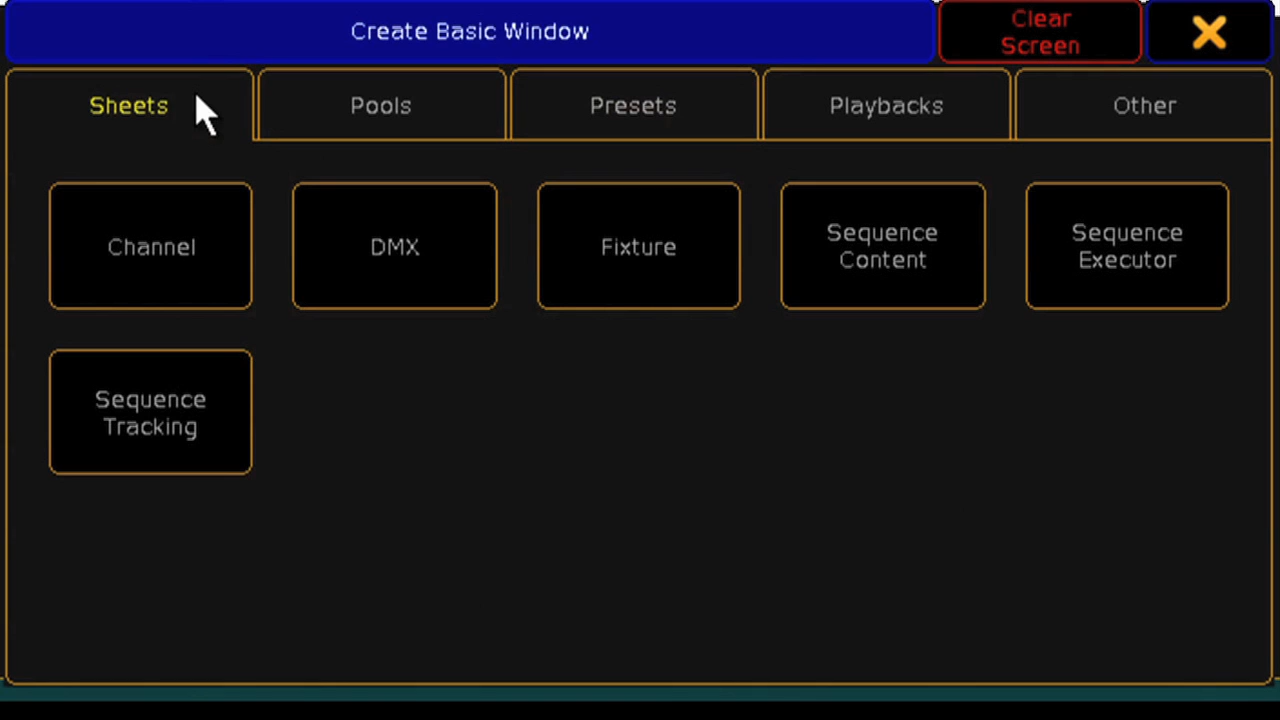 Create Basic Window
Clear
Screen
Sheets
Pools
Presets
Playbacks
Other
Channel
DMX
Fixture
Sequence
Content
Sequence
Executor
Sequence
Tracking